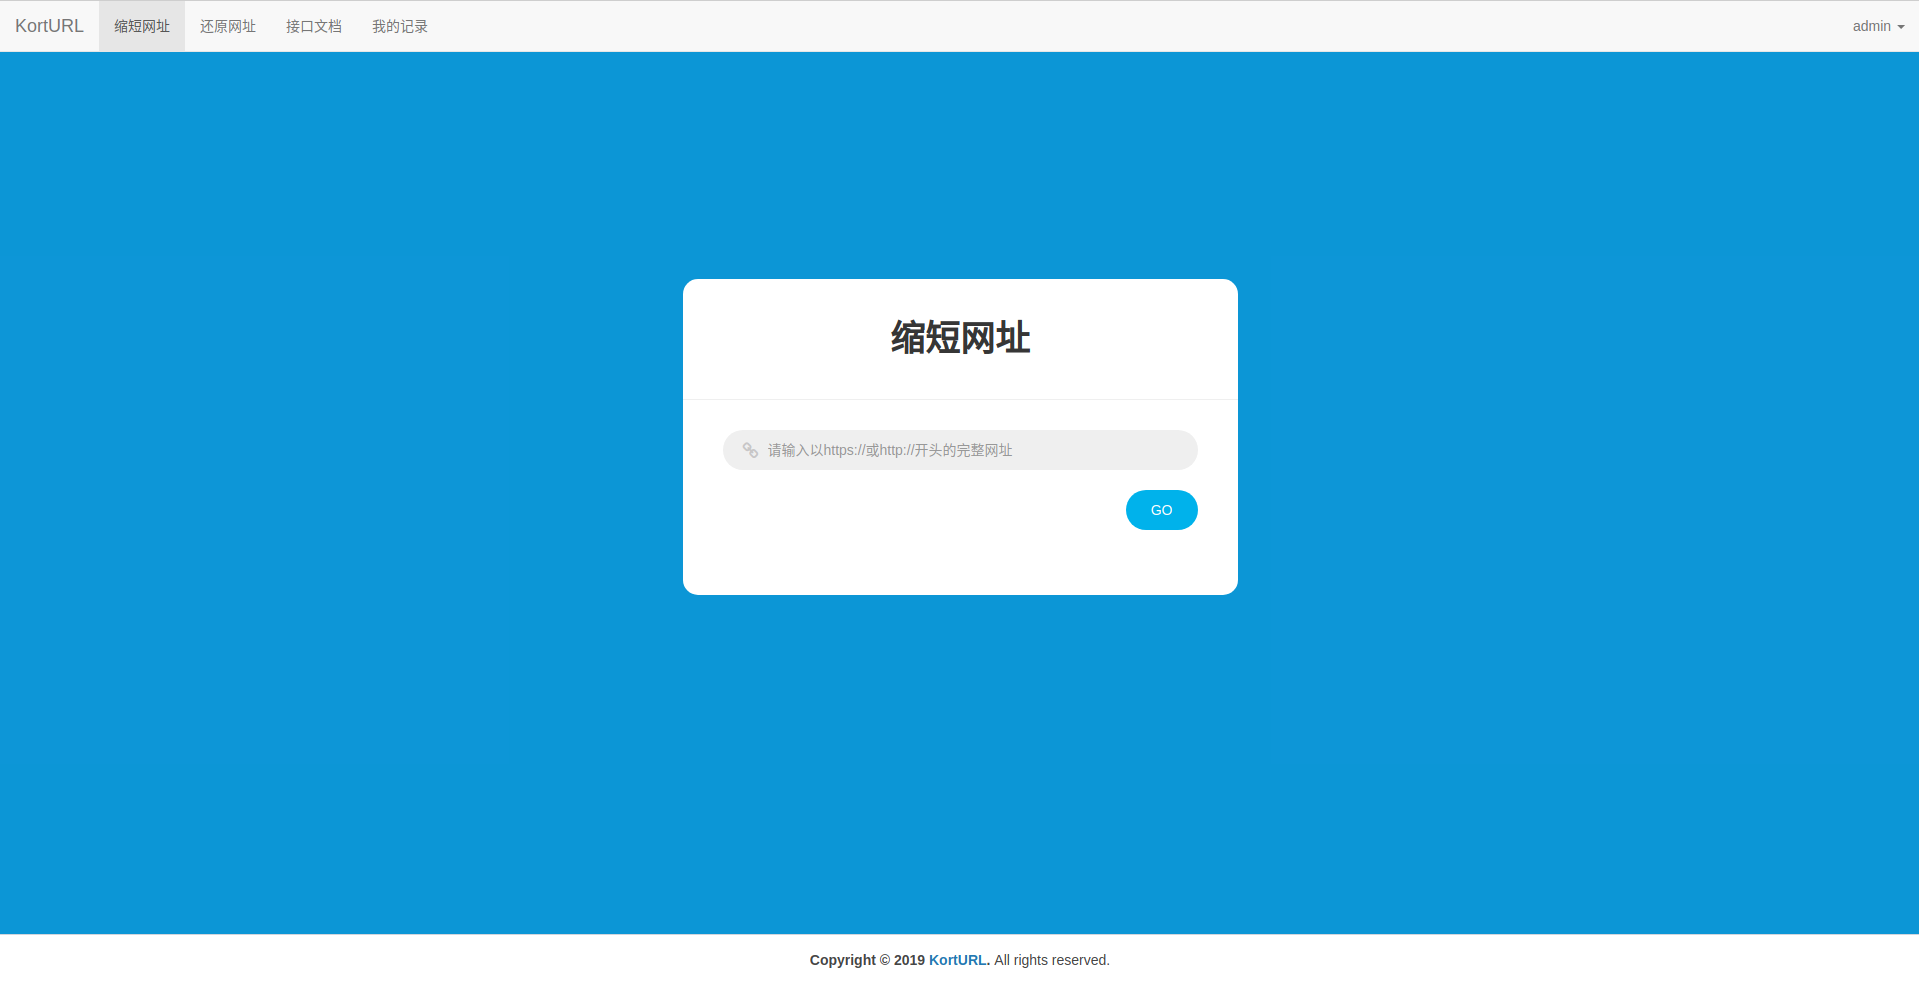 KortURL 缩短网址 还原网址 接口文档 我的记录 admin
缩短网址
请输入以https://或http://开头的完整网址
GO
Copyright © 2019 KortURL. All rights reserved.